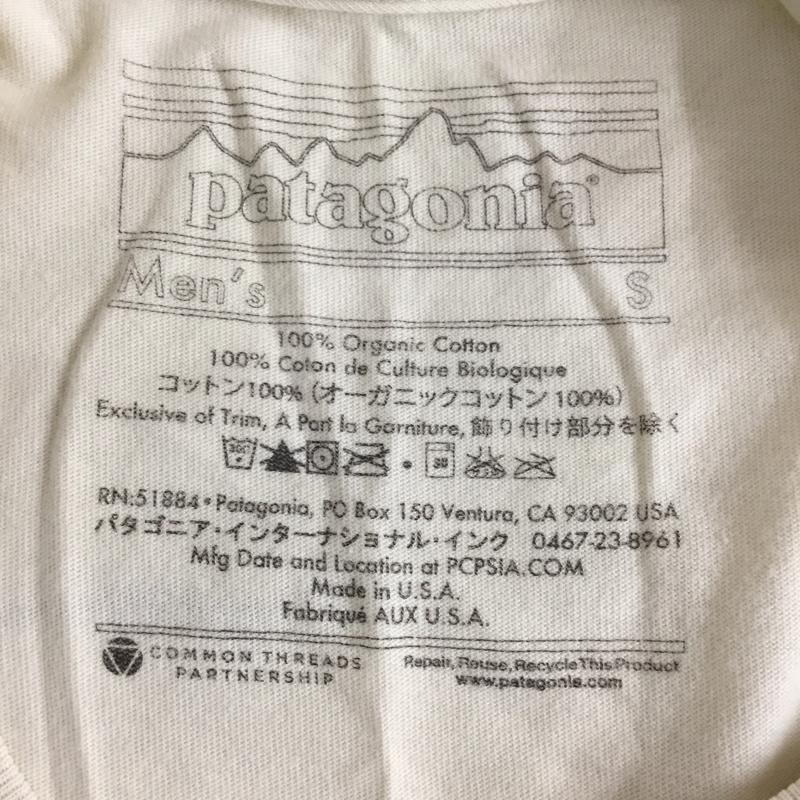 patagonia®
Men's S
100% Organic Cotton
100% Coton de Culture Biologique
コットン100% (オーガニックコットン 100%)
Exclusive of Trim, A Part la Garniture, 飾り付け部分を除く
30C • 30
RN:51884•Patagonia, PO Box 150 Ventura, CA 93002 USA
パタゴニア・インターナショナル・インク 0467-23-8961
Mfg Date and Location at PCPSIA.COM
Made in U.S.A.
Fabriqué AUX U.S.A.
COMMON THREADS
PARTNERSHIP
Repair, Reuse, Recycle This Product
www.patagonia.com